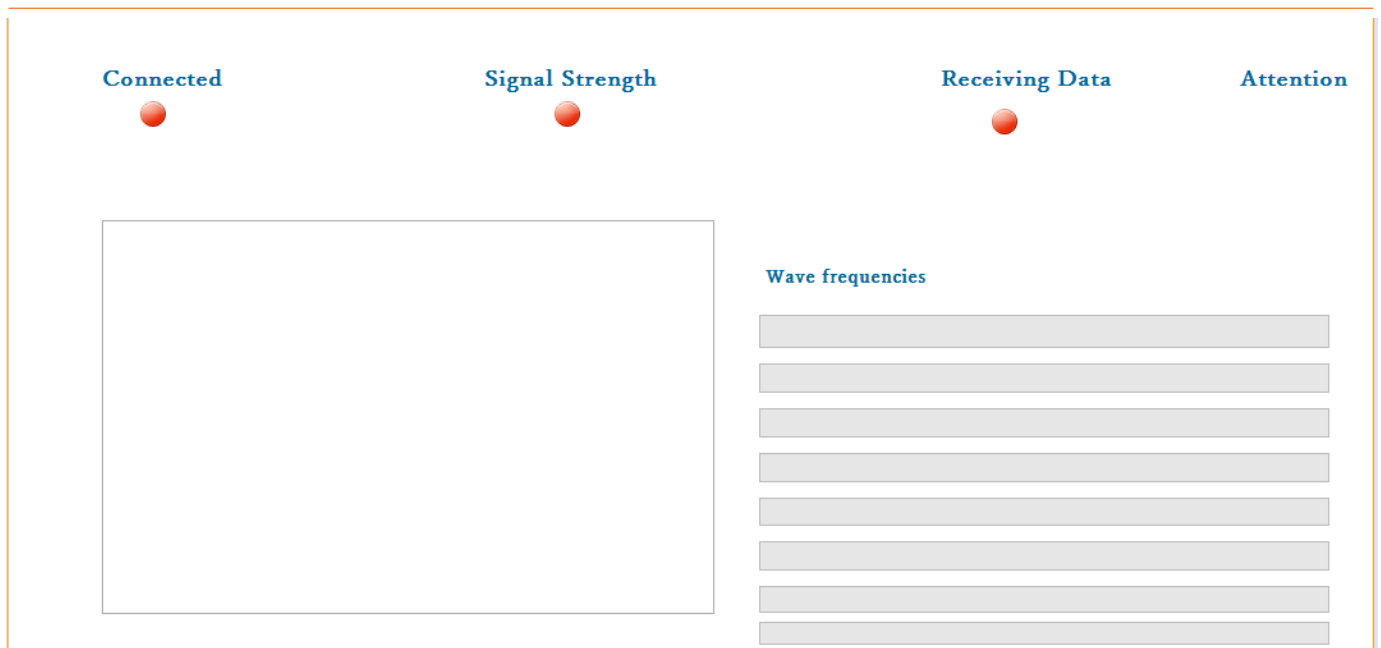 Connected
Signal Strength
Receiving Data
Attention
Wave frequencies